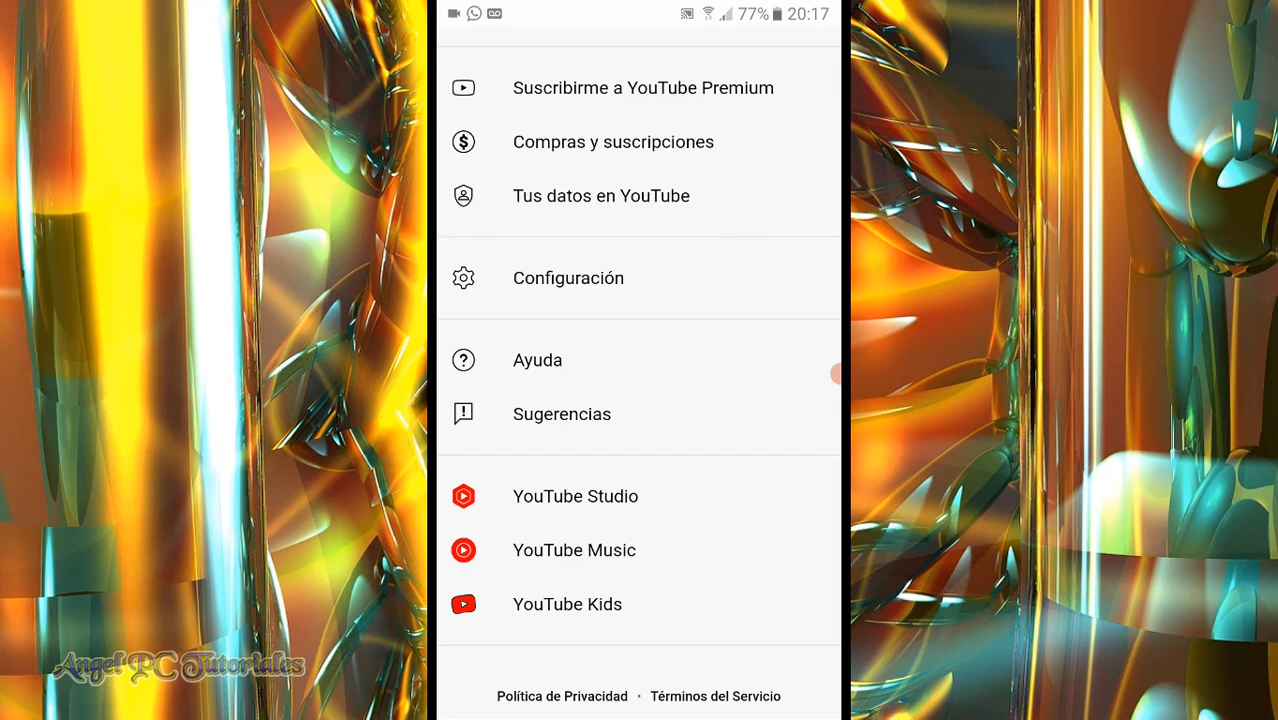 77% 20:17
Suscribirme a YouTube Premium
Compras y suscripciones
Tus datos en YouTube
Configuración
Ayuda
Sugerencias
YouTube Studio
YouTube Music
YouTube Kids
Angel PC Tutoriales
Política de Privacidad • Términos del Servicio